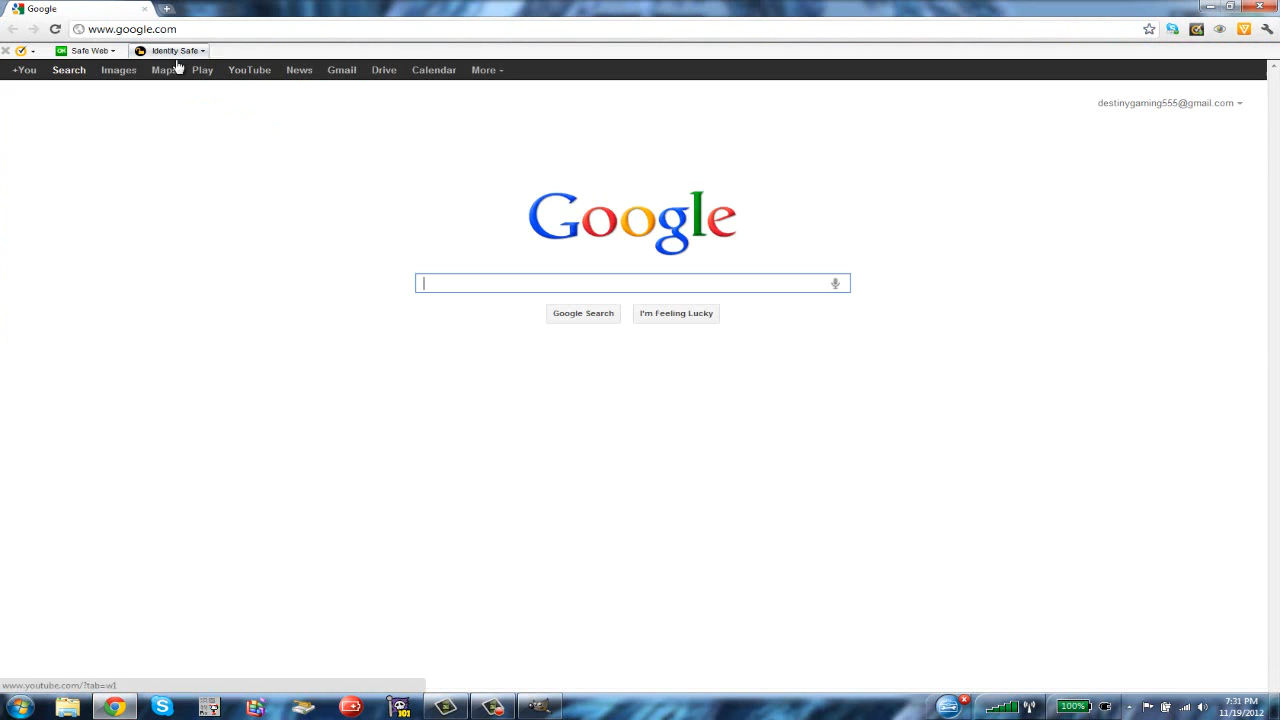 Google
www.google.com
Safe Web Identity Safe
+You Search Images Maps Play YouTube News Gmail Drive Calendar More
destinygaming555@gmail.com
Google
Google Search I'm Feeling Lucky
www.youtube.com/?tab=w1
101 100% 7:31 PM
11/19/2012